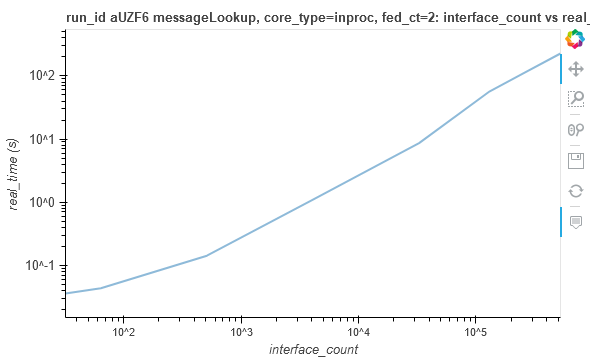 run_id aUZF6 messageLookup, core_type=inproc, fed_ct=2: interface_count vs real_
10^2
10^1
10^0
10^-1
real_time (s)
10^2
10^3
10^4
10^5
interface_count